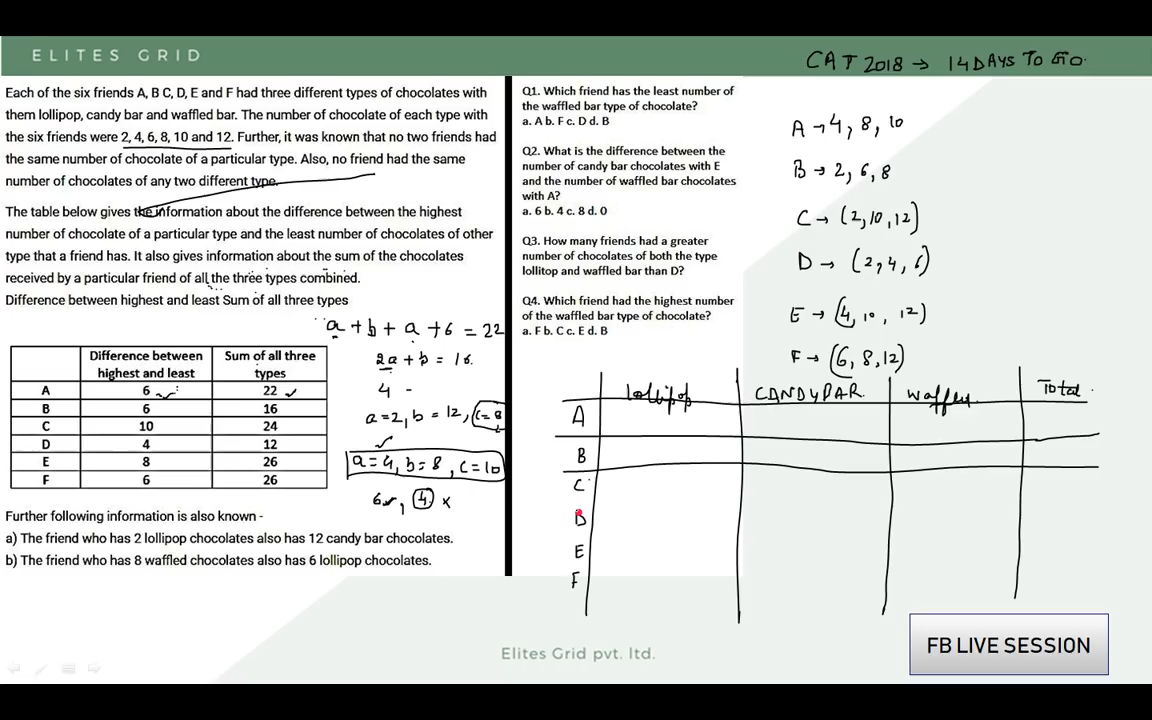 ELITES GRID
CAT 2018 → 14 DAYS TO GO.
Each of the six friends A, B C, D, E and F had three different types of chocolates with
them lollipop, candy bar and waffled bar. The number of chocolate of each type with
the six friends were 2, 4, 6, 8, 10 and 12. Further, it was known that no two friends had
the same number of chocolate of a particular type. Also, no friend had the same
number of chocolates of any two different type.
The table below gives the information about the difference between the highest
number of chocolate of a particular type and the least number of chocolates of other
type that a friend has. It also gives information about the sum of the chocolates
received by a particular friend of all the three types combined.
Difference between highest and least Sum of all three types
a + b + a + 6 = 22
2a + b = 16
4 -
a = 2, b = 12, c = 8
a = 4, b = 8, c = 10
6, 4 x
Difference between highest and least Sum of all three types
A 6 22
B 6 16
C 10 24
D 4 12
E 8 26
F 6 26
Further following information is also known -
a) The friend who has 2 lollipop chocolates also has 12 candy bar chocolates.
b) The friend who has 8 waffled chocolates also has 6 lollipop chocolates.
Q1. Which friend has the least number of
the waffled bar type of chocolate?
a. A b. F c. D d. B
Q2. What is the difference between the
number of candy bar chocolates with E
and the number of waffled bar chocolates
with A?
a. 6 b. 4 c. 8 d. 0
Q3. How many friends had a greater
number of chocolates of both the type
lollitop and waffled bar than D?
Q4. Which friend had the highest number
of the waffled bar type of chocolate?
a. F b. C c. E d. B
A → 4, 8, 10
B → 2, 6, 8
C → (2, 10, 12)
D → (2, 4, 6)
E → (4, 10, 12)
F → (6, 8, 12)
lollipop CANDYBAR Total
A
B
C
D
E
F
Elites Grid pvt. ltd.
FB LIVE SESSION